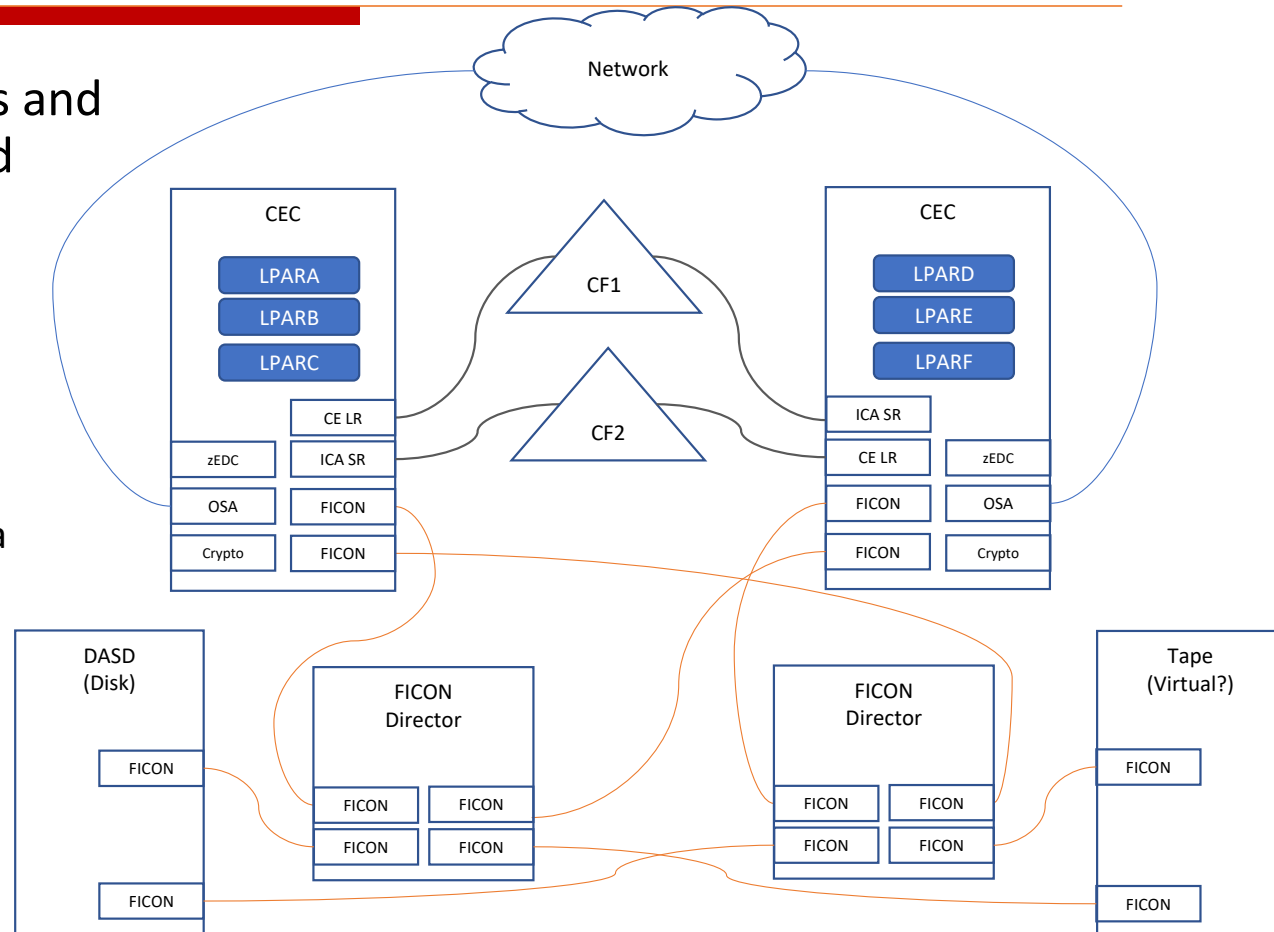 Network
s and
d
CEC
LPARA
LPARB
LPARC
CE LR
zEDC
ICA SR
OSA
FICON
Crypto
FICON
CF1
CF2
CEC
LPARD
LPARE
LPARF
ICA SR
CE LR
zEDC
FICON
OSA
FICON
Crypto
a
DASD
(Disk)
FICON
FICON
FICON
Director
FICON
FICON
FICON
FICON
FICON
Director
FICON
FICON
FICON
FICON
Tape
(Virtual?)
FICON
FICON